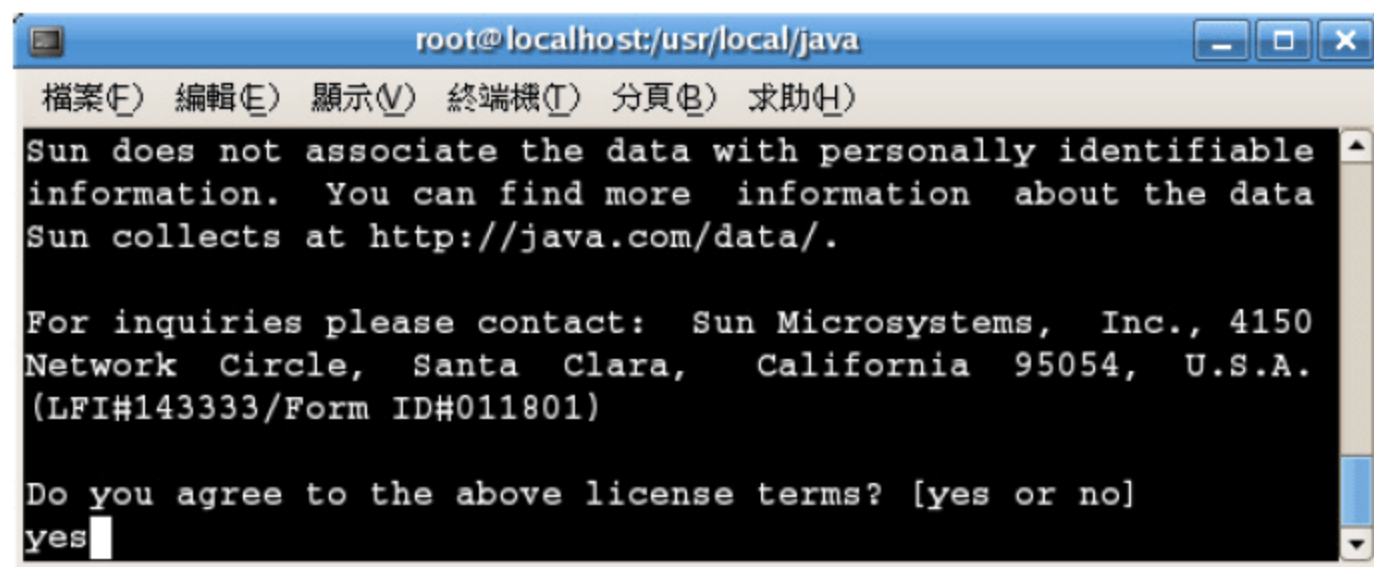 root@localhost:/usr/local/java
檔案(F) 編輯(E) 顯示(V) 終端機(T) 分頁(B) 求助(H)
Sun does not associate the data with personally identifiable
information.  You can find more  information  about the data
Sun collects at http://java.com/data/.

For inquiries please contact:  Sun Microsystems,  Inc., 4150
Network  Circle,  Santa  Clara,   California  95054,  U.S.A.
(LFI#143333/Form ID#011801)

Do you agree to the above license terms? [yes or no]
yes